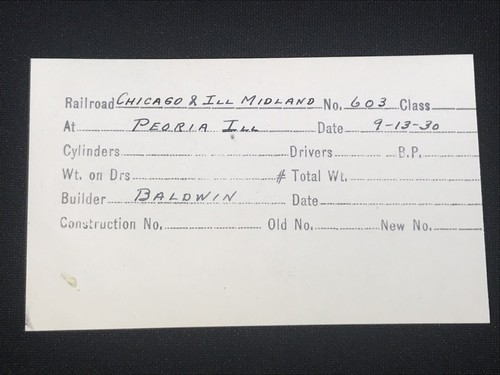 Railroad CHICAGO & ILL MIDLAND No. 603 Class
At PEORIA ILL Date 9-13-30
Cylinders Drivers B.P.
Wt. on Drs # Total Wt.
Builder BALDWIN Date
Construction No. Old No. New No.